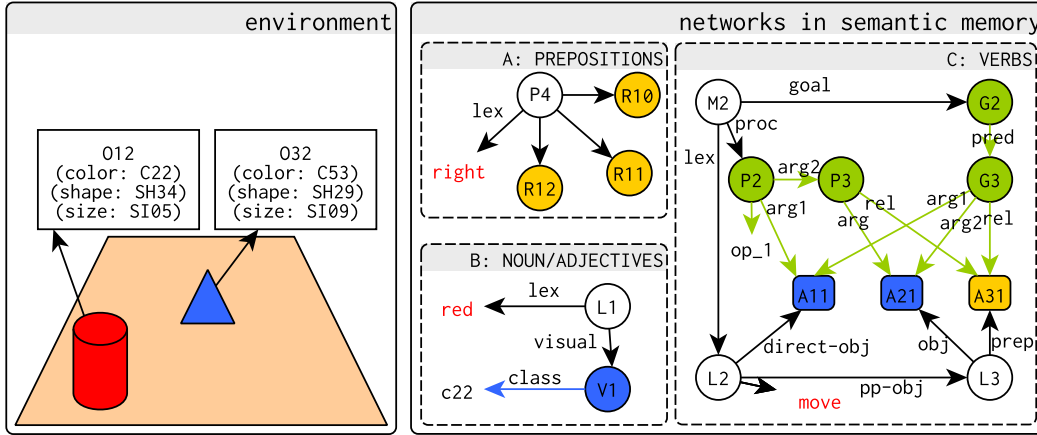 environment
O12
(color: C22)
(shape: SH34)
(size: SI05)
O32
(color: C53)
(shape: SH29)
(size: SI09)
networks in semantic memory
A: PREPOSITIONS
P4
R10
lex
right
R12
R11
B: NOUN/ADJECTIVES
red
lex
L1
visual
c22
class
V1
C: VERBS
M2
goal
G2
proc
pred
lex
P2
arg2
P3
G3
arg1
rel
arg1
arg
arg2
rel
op_1
A11
A21
A31
direct-obj
obj
prep
L2
pp-obj
L3
move